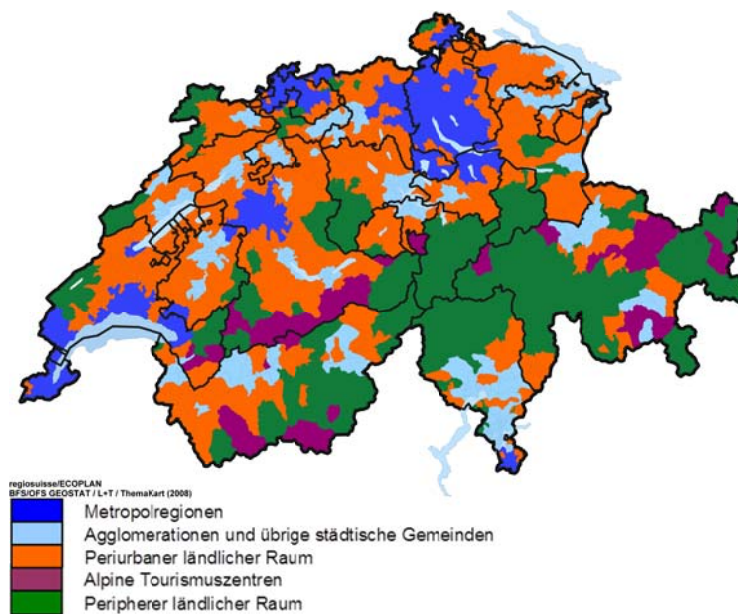 regiosuisse/ECOPLAN
BFS/OFS GEOSTAT / L+T / ThemaKart (2008)
Metropolregionen
Agglomerationen und übrige städtische Gemeinden
Periurbaner ländlicher Raum
Alpine Tourismuszentren
Peripherer ländlicher Raum